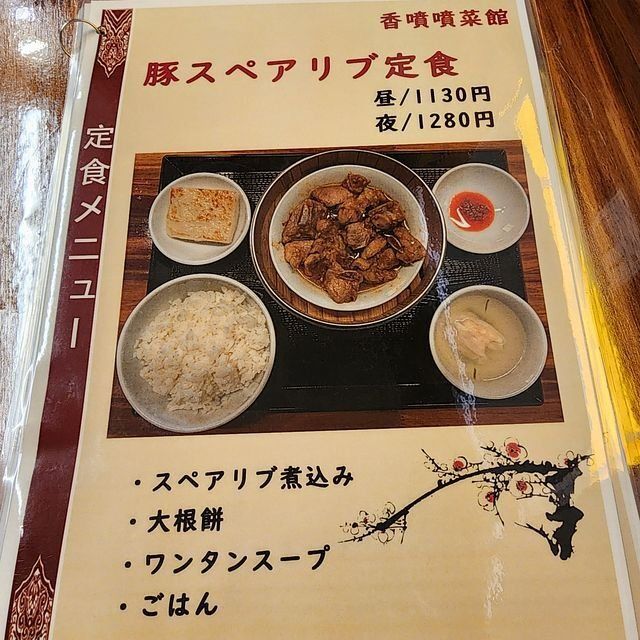 香噴噴菜館
豚スペアリブ定食
昼/1130円
夜/1280円
定食メニュー
・スペアリブ煮込み
・大根餅
・ワンタンスープ
・ごはん